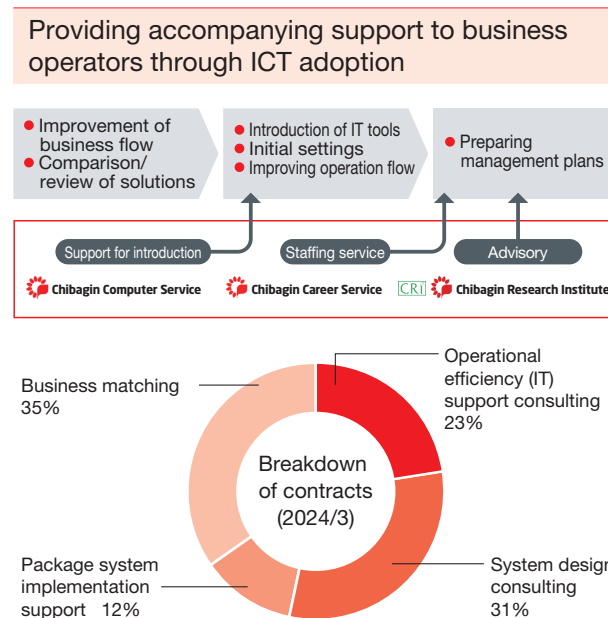 Providing accompanying support to business
operators through ICT adoption
● Improvement of
business flow
● Comparison/
review of solutions
● Introduction of IT tools
● Initial settings
● Improving operation flow
● Preparing
management plans
Support for introduction
Staffing service
Advisory
Chibagin Computer Service
Chibagin Career Service
CRI Chibagin Research Institute
Operational
efficiency (IT)
support consulting
23%
Business matching
35%
Breakdown
of contracts
(2024/3)
Package system
implementation
support 12%
System design
consulting
31%